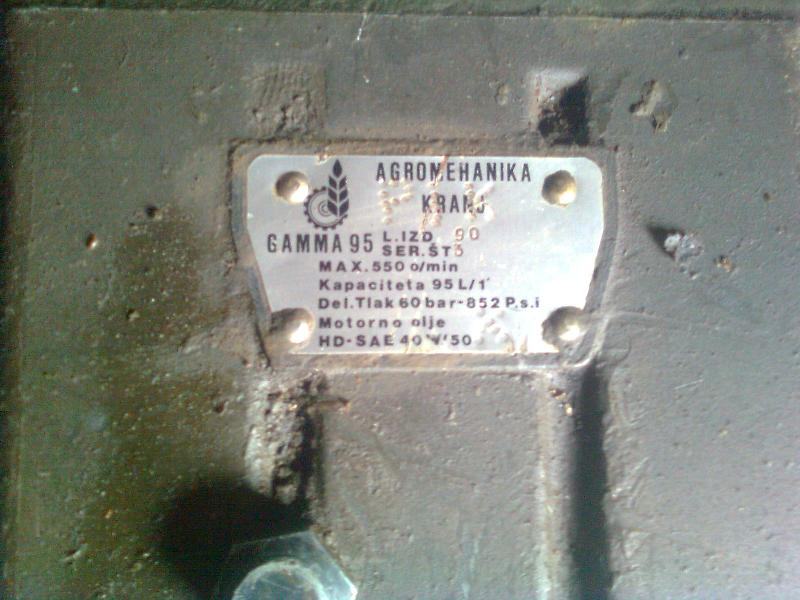 AGROMEHANIKA
KRANJ
GAMMA 95 L.IZD. 90
SER.ŠT.
MAX. 550 o/min
Kapaciteta 95 L/1'
Del. Tlak 60 bar-852 P.s.i
Motorno olje
HD-SAE 40 W/50